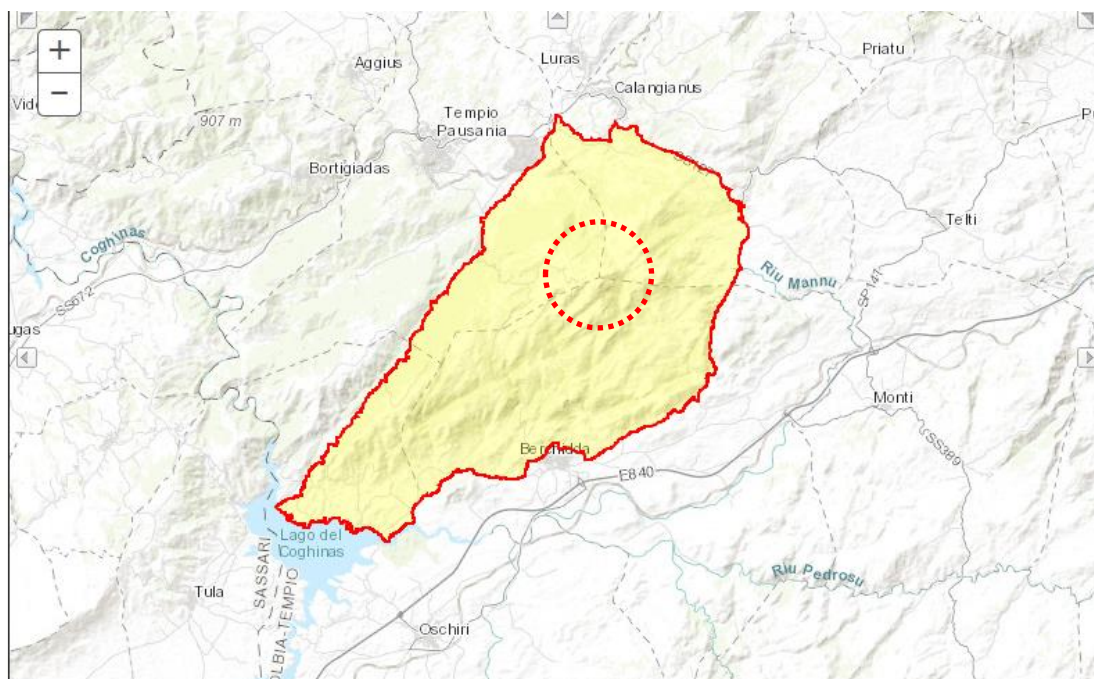 +
−
Aggius
Luras
Priatu
Calangianus
907 m
Tempio
Pausania
Bortigiadas
Telti
Coghinas
Riu Mannu
SP141
SS672
ugas
Monti
Berchidda
SS389
E840
Lago del
Coghinas
SASSARI
OLBIA-TEMPIO
Riu Pedrosu
Tula
Oschiri